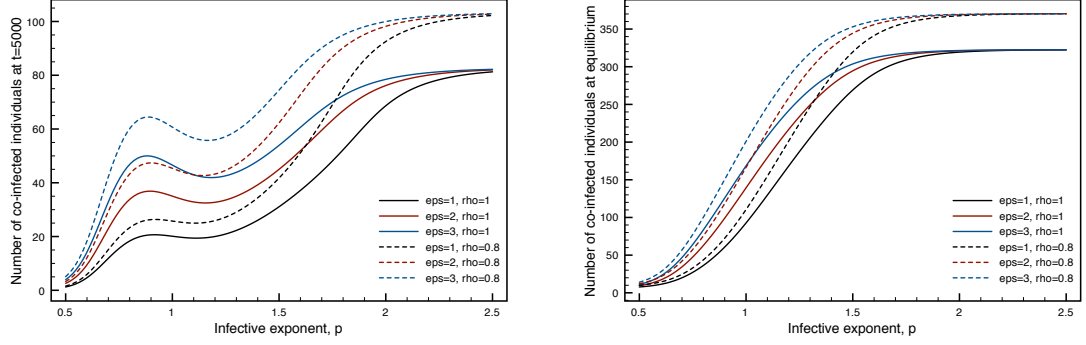 Number of co-infected individuals at t=5000
100
80
60
40
20
0
0.5
1
1.5
2
2.5
Infective exponent, p
eps=1, rho=1
eps=2, rho=1
eps=3, rho=1
eps=1, rho=0.8
eps=2, rho=0.8
eps=3, rho=0.8
Number of co-infected individuals at equilibrium
350
300
250
200
150
100
50
0
0.5
1
1.5
2
2.5
Infective exponent, p
eps=1, rho=1
eps=2, rho=1
eps=3, rho=1
eps=1, rho=0.8
eps=2, rho=0.8
eps=3, rho=0.8